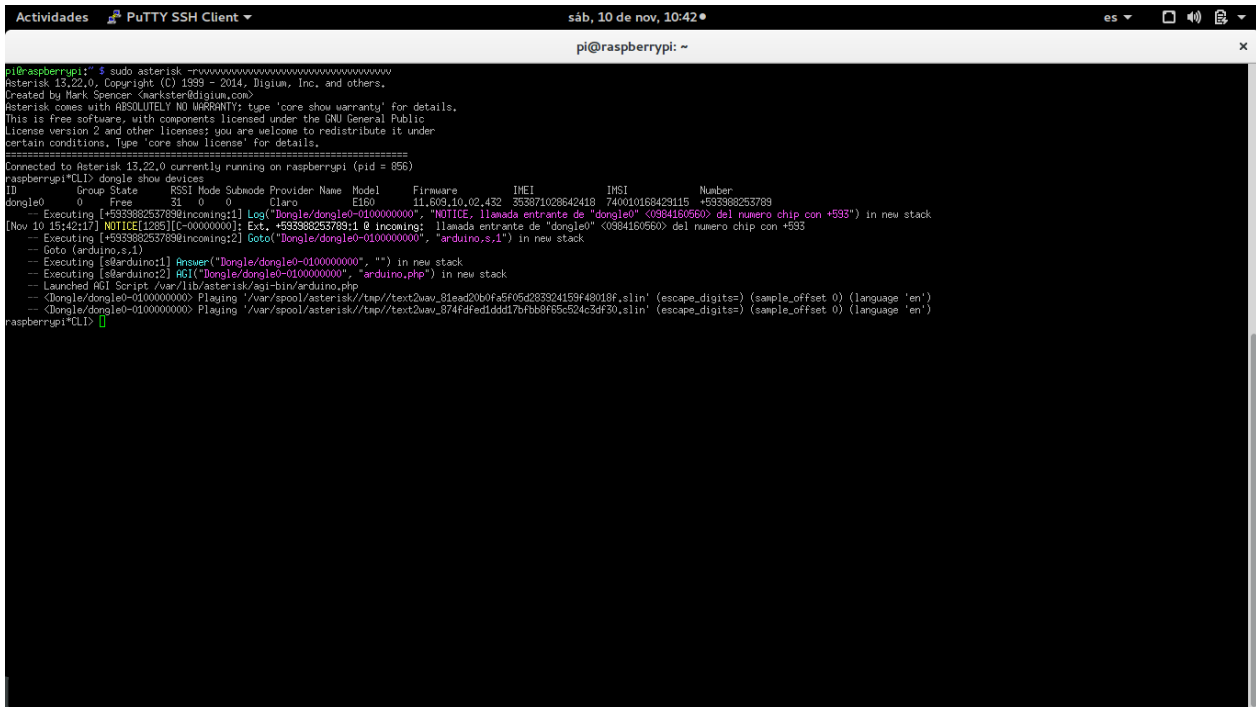 Actividades PuTTY SSH Client sáb, 10 de nov, 10:42 es
pi@raspberrypi: ~ ×
pi@raspberrypi:~ $ sudo asterisk -rvvvvvvvvvvvvvvvvvvvvvvvvvvvvvvvvvv
Asterisk 13.22.0, Copyright (C) 1999 - 2014, Digium, Inc. and others.
Created by Mark Spencer <markster@digium.com>
Asterisk comes with ABSOLUTELY NO WARRANTY; type 'core show warranty' for details.
This is free software, with components licensed under the GNU General Public
License version 2 and other licenses; you are welcome to redistribute it under
certain conditions. Type 'core show license' for details.
=========================================================================
Connected to Asterisk 13.22.0 currently running on raspberrypi (pid = 856)
raspberrypi*CLI> dongle show devices
ID Group State RSSI Mode Submode Provider Name Model Firmware IMEI IMSI Number
dongle0 0 Free 31 0 0 Claro E160 11.609.10.02.432 353871028642418 740010168429115 +593988253789
-- Executing [+593988253789@incoming:1] Log("Dongle/dongle0-0100000000", "NOTICE, llamada entrante de "dongle0" <0984160560> del numero chip con +593") in new stack
[Nov 10 15:42:17] NOTICE[1285][C-00000000]: Ext. +593988253789:1 @ incoming: llamada entrante de "dongle0" <0984160560> del numero chip con +593
-- Executing [+593988253789@incoming:2] Goto("Dongle/dongle0-0100000000", "arduino,s,1") in new stack
-- Goto (arduino,s,1)
-- Executing [s@arduino:1] Answer("Dongle/dongle0-0100000000", "") in new stack
-- Executing [s@arduino:2] AGI("Dongle/dongle0-0100000000", "arduino.php") in new stack
-- Launched AGI Script /var/lib/asterisk/agi-bin/arduino.php
-- <Dongle/dongle0-0100000000> Playing '/var/spool/asterisk//tmp//text2wav_81ead20b0fa5f05d283924159f48018f.slin' (escape_digits=) (sample_offset 0) (language 'en')
-- <Dongle/dongle0-0100000000> Playing '/var/spool/asterisk//tmp//text2wav_874fdfed1ddd17bfbb8f65c524c3df30.slin' (escape_digits=) (sample_offset 0) (language 'en')
raspberrypi*CLI>